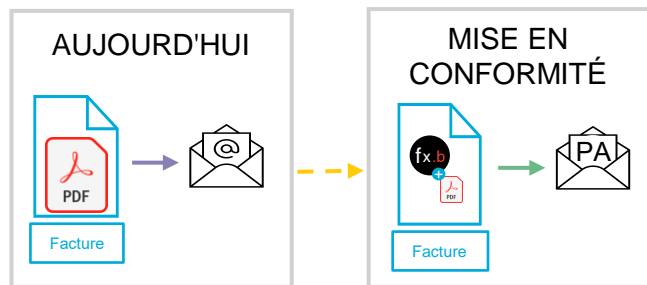 AUJOURD'HUI
PDF
@
Facture
MISE EN
CONFORMITÉ
fx.b
+
PDF
PA
Facture